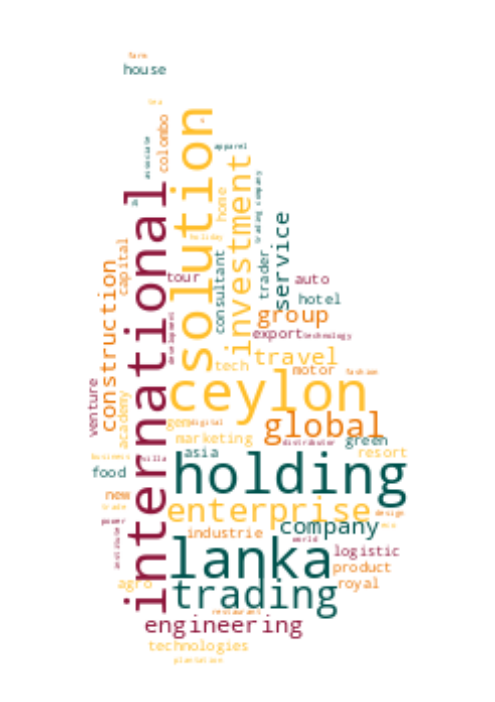 farm
house
tea
solution
colombo
associate
apparel
international
investment
home
trading company
service
holiday
trader
consultant
capital
construction
tour
auto
hotel
group
development
export
technology
travel
tech
motor
fashion
ceylon
venture
academy
gem
digital
global
marketing
distributor
green
asia
resort
business
villa
holding
food
new
trade
enterprise
design
power
company
eco
industrie
world
lanka
logistic
product
agro
royal
trading
restaurant
engineering
technologies
plantation